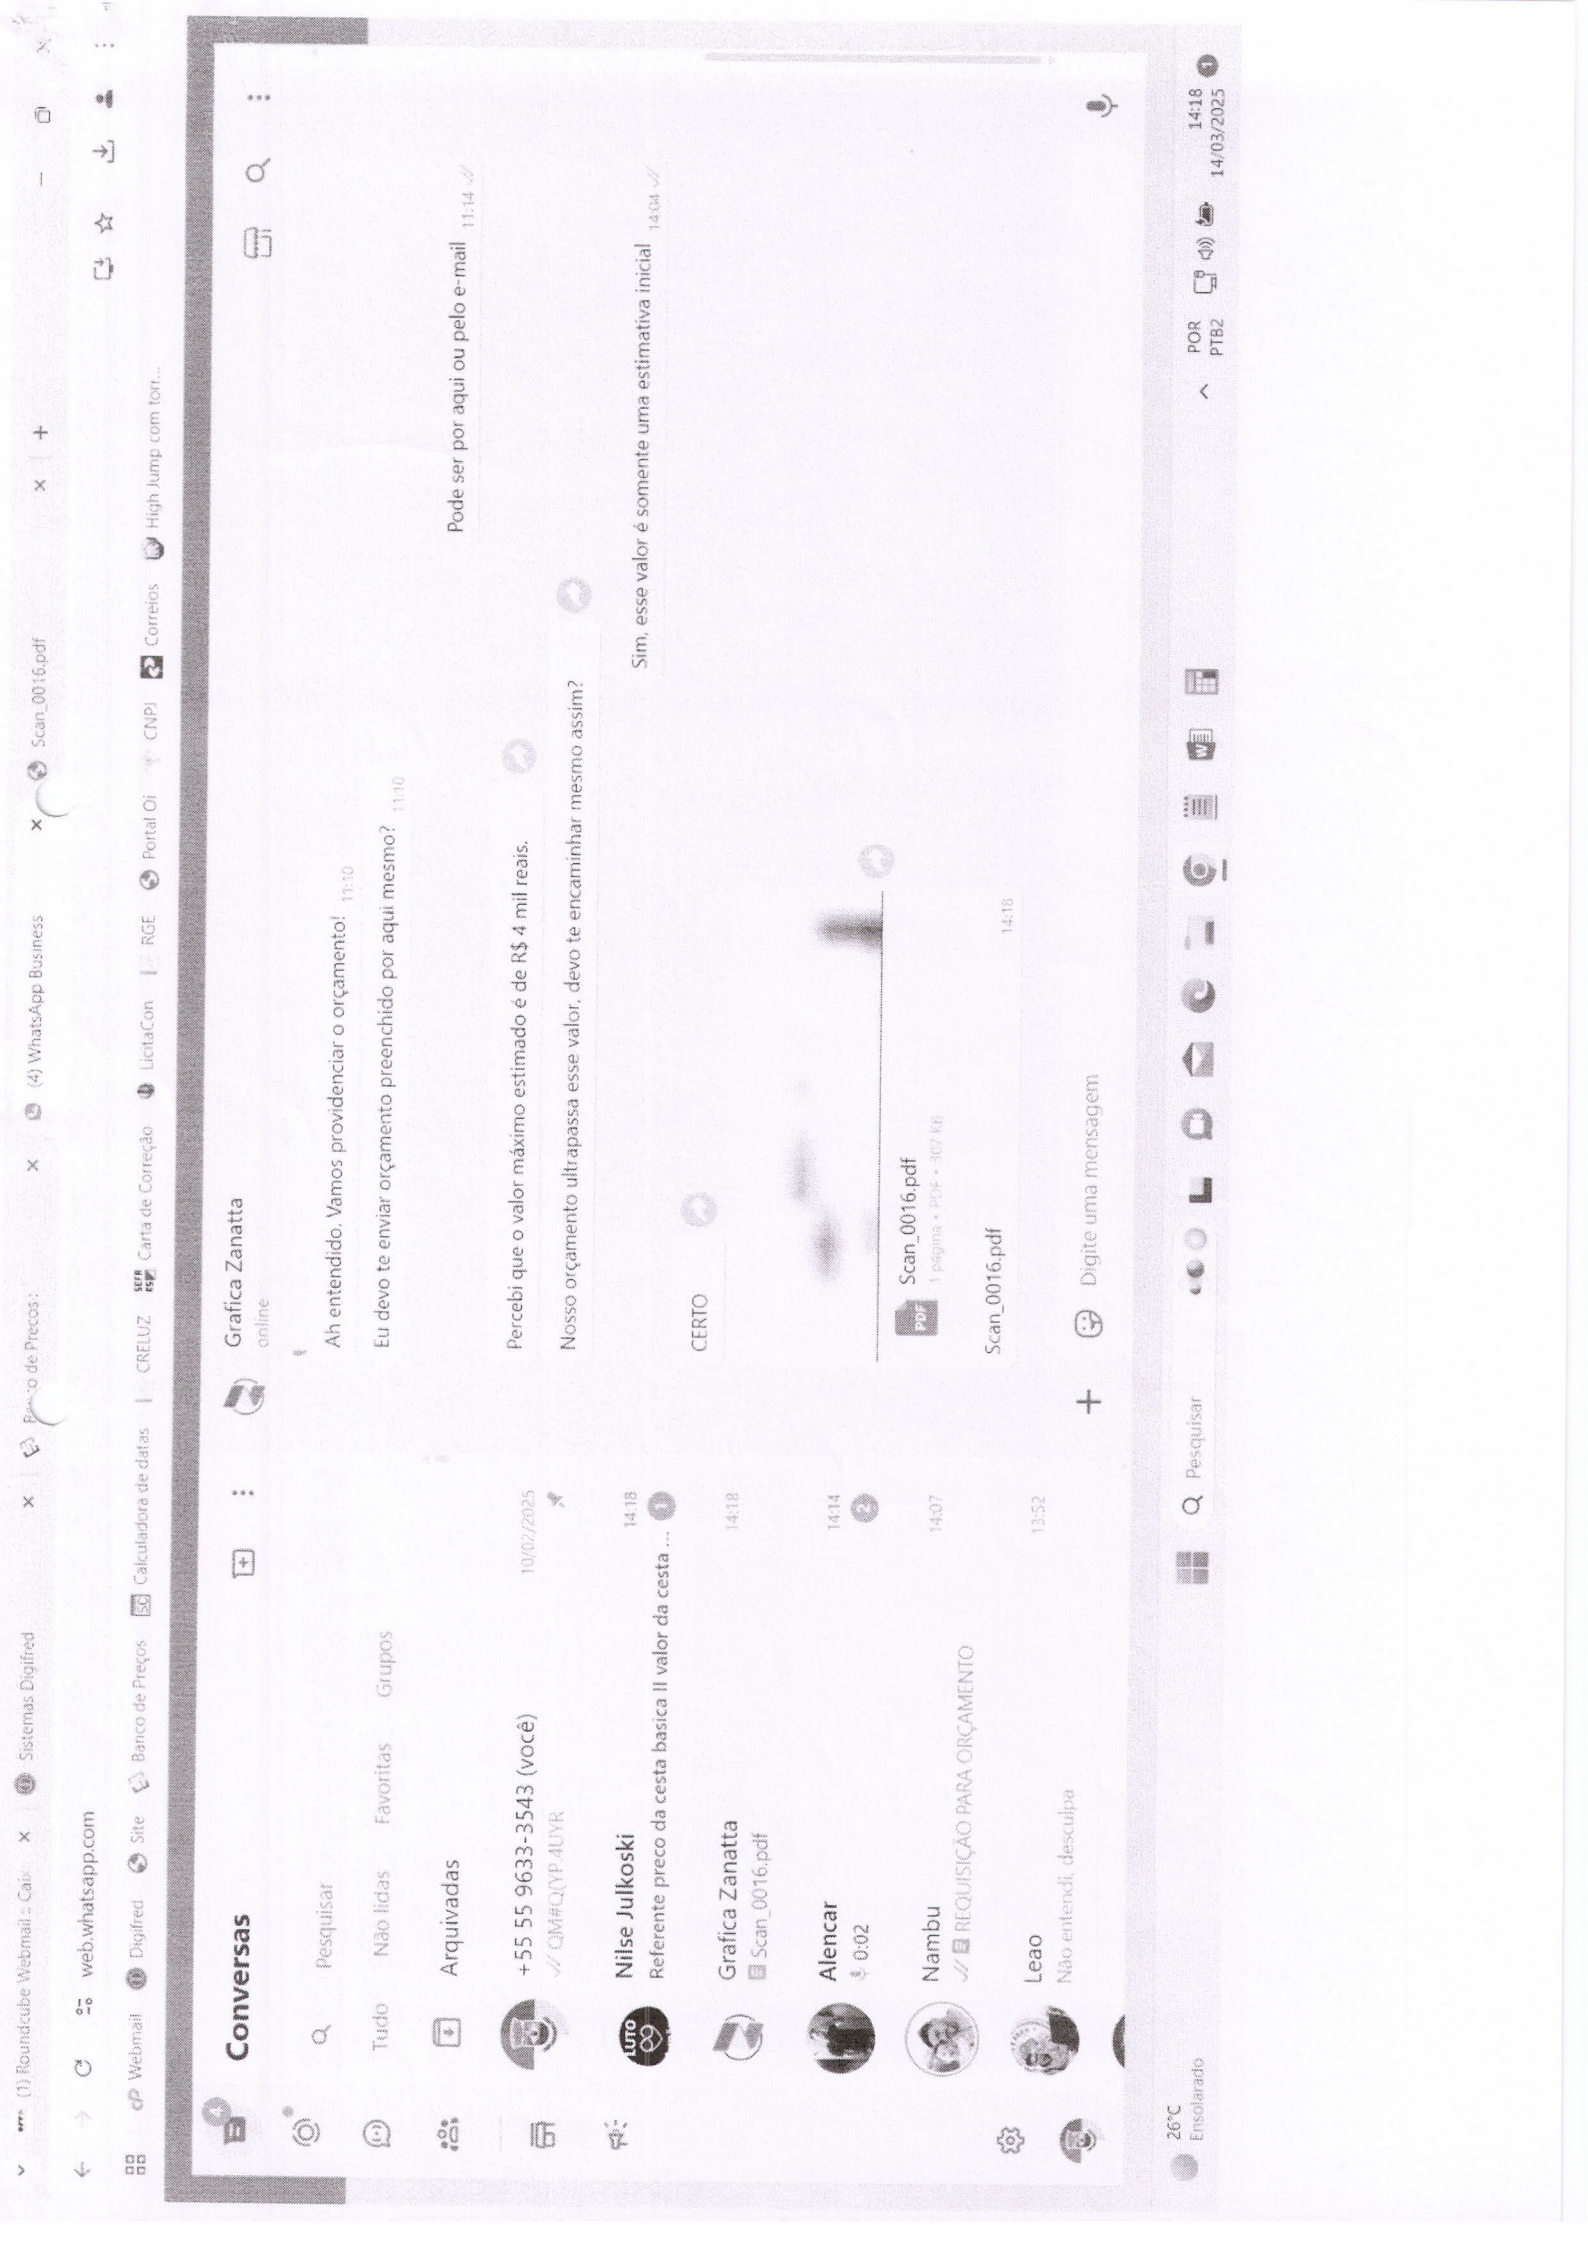 (1) Roundcube Webmail :: Caix
Sistemas Digifred
de Precos:
(4) WhatsApp Business
Scan_0016.pdf
web.whatsapp.com
Webmail
Digifred
Site
Banco de Preços
Calculadora de datas
CRELUZ
Carta de Correção
LicitaCon
RGE
Portal Oi
CNPJ
Correios
High Jump com torr...
4
Conversas
Pesquisar
Tudo Não lidas Favoritas Grupos
Arquivadas
+55 55 9633-3543 (você)
10/02/2025
Nilse Julkoski
14:18
Referente preco da cesta basica II valor da cesta ...
1
LUTO
Grafica Zanatta
14:18
Scan_0016.pdf
Alencar
14:14
0:02
2
Nambu
14:07
REQUISIÇÃO PARA ORÇAMENTO
Leao
13:52
Não entendi, desculpa
Grafica Zanatta
online
Ah entendido. Vamos providenciar o orçamento! 11:10
Eu devo te enviar orçamento preenchido por aqui mesmo? 11:10
Pode ser por aqui ou pelo e-mail 11:14
Percebi que o valor máximo estimado é de R$ 4 mil reais.
Nosso orçamento ultrapassa esse valor, devo te encaminhar mesmo assim?
Sim, esse valor é somente uma estimativa inicial 14:04
CERTO
PDF
Scan_0016.pdf
1 página • PDF • 307 KB
Scan_0016.pdf
14:18
Digite uma mensagem
26°C
Ensolarado
Pesquisar
POR
PTB2
14:18
14/03/2025
1